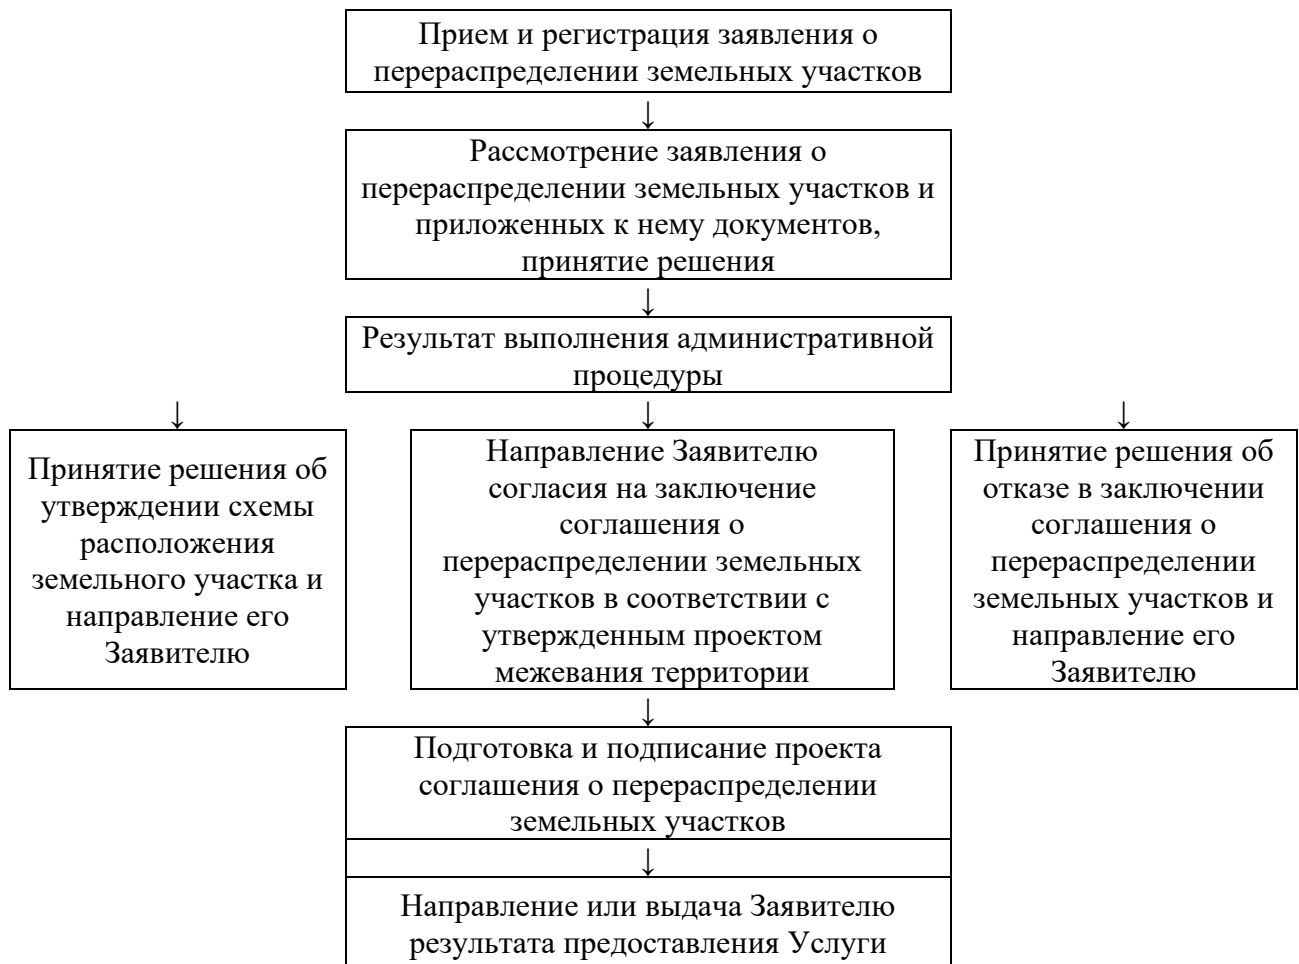 Прием и регистрация заявления о
перераспределении земельных участков
↓
Рассмотрение заявления о
перераспределении земельных участков и
приложенных к нему документов,
принятие решения
↓
Результат выполнения административной
процедуры
↓ ↓ ↓
Принятие решения об
утверждении схемы
расположения
земельного участка и
направление его
Заявителю
Направление Заявителю
согласия на заключение
соглашения о
перераспределении земельных
участков в соответствии с
утвержденным проектом
межевания территории
Принятие решения об
отказе в заключении
соглашения о
перераспределении
земельных участков и
направление его
Заявителю
↓
Подготовка и подписание проекта
соглашения о перераспределении
земельных участков
↓
Направление или выдача Заявителю
результата предоставления Услуги